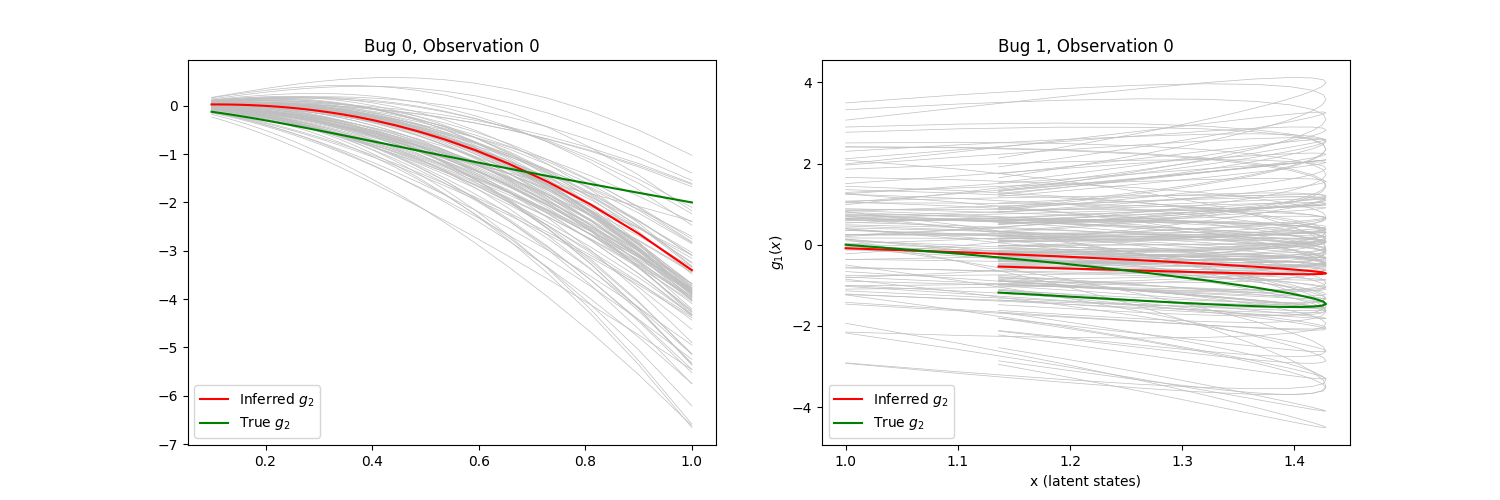 Bug 0, Observation 0
0
−1
−2
−3
−4
−5
−6
−7
0.2 0.4 0.6 0.8 1.0
Inferred g₂
True g₂
Bug 1, Observation 0
g₁(x)
4
2
0
−2
−4
1.0 1.1 1.2 1.3 1.4
x (latent states)
Inferred g₂
True g₂